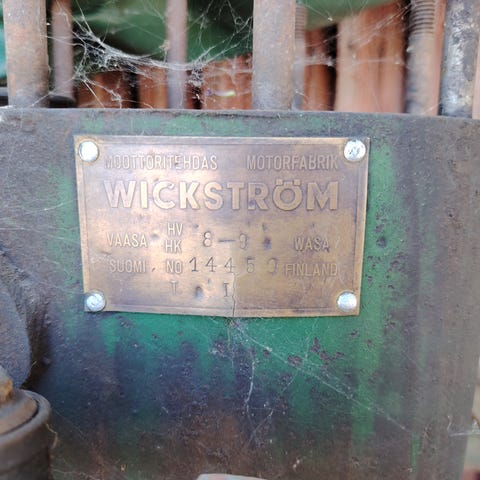 MOOTTORITEHDAS MOTORFABRIK
WICKSTRÖM
VAASA HV HK 8-9 WASA
SUOMI. NO 14459 FINLAND
T I